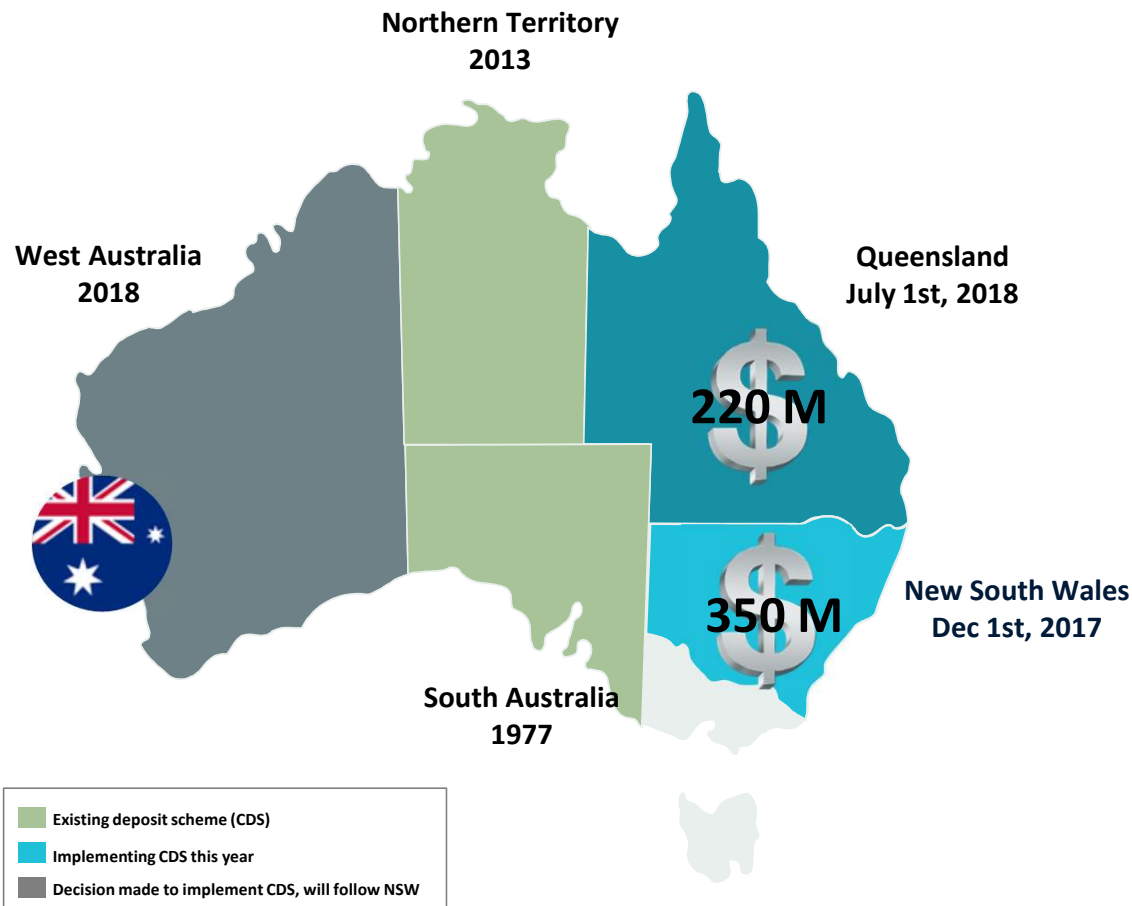 Northern Territory
2013
West Australia
2018
Queensland
July 1st, 2018
220 M
350 M
New South Wales
Dec 1st, 2017
South Australia
1977
Existing deposit scheme (CDS)
Implementing CDS this year
Decision made to implement CDS, will follow NSW